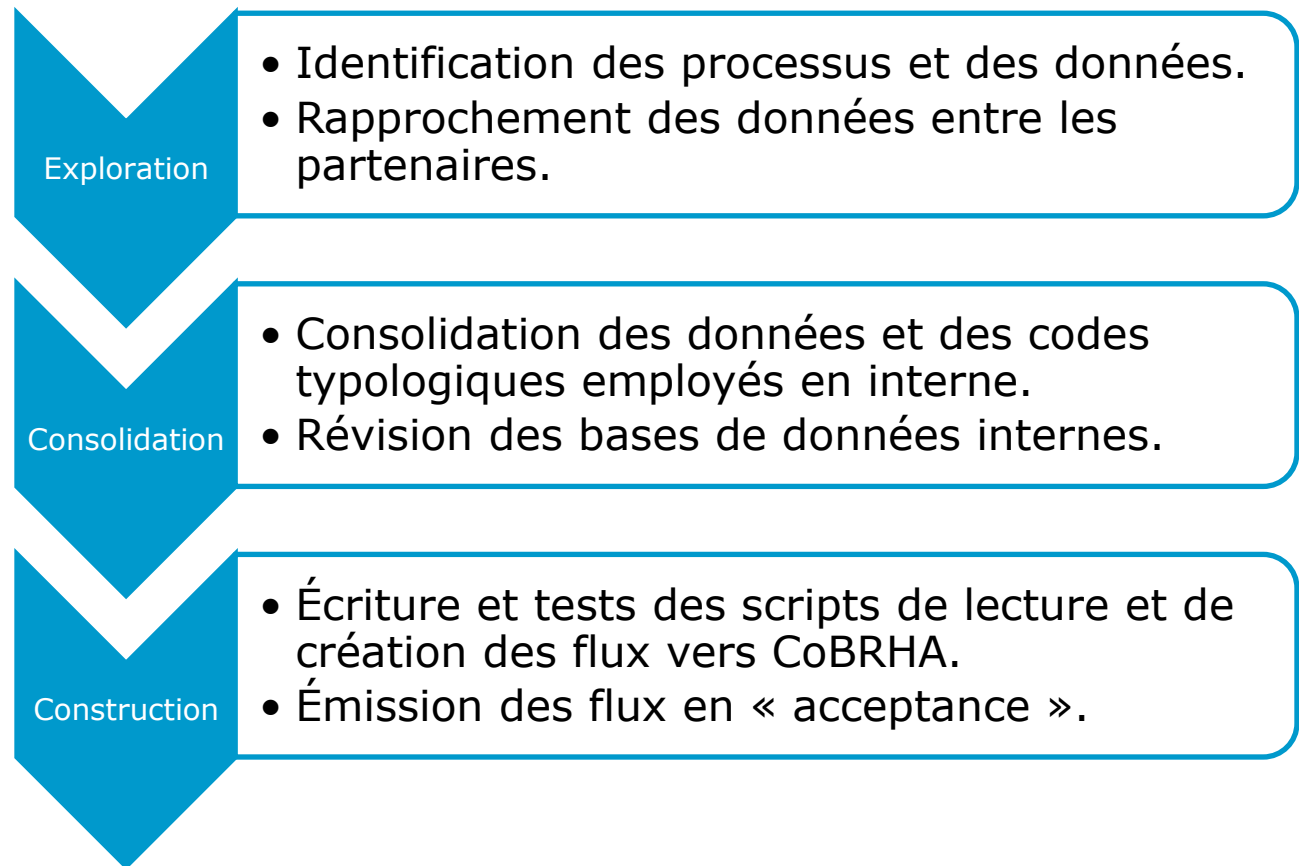 Exploration
• Identification des processus et des données.
• Rapprochement des données entre les
partenaires.
Consolidation
• Consolidation des données et des codes
typologiques employés en interne.
• Révision des bases de données internes.
Construction
• Écriture et tests des scripts de lecture et de
création des flux vers CoBRHA.
• Émission des flux en « acceptance ».